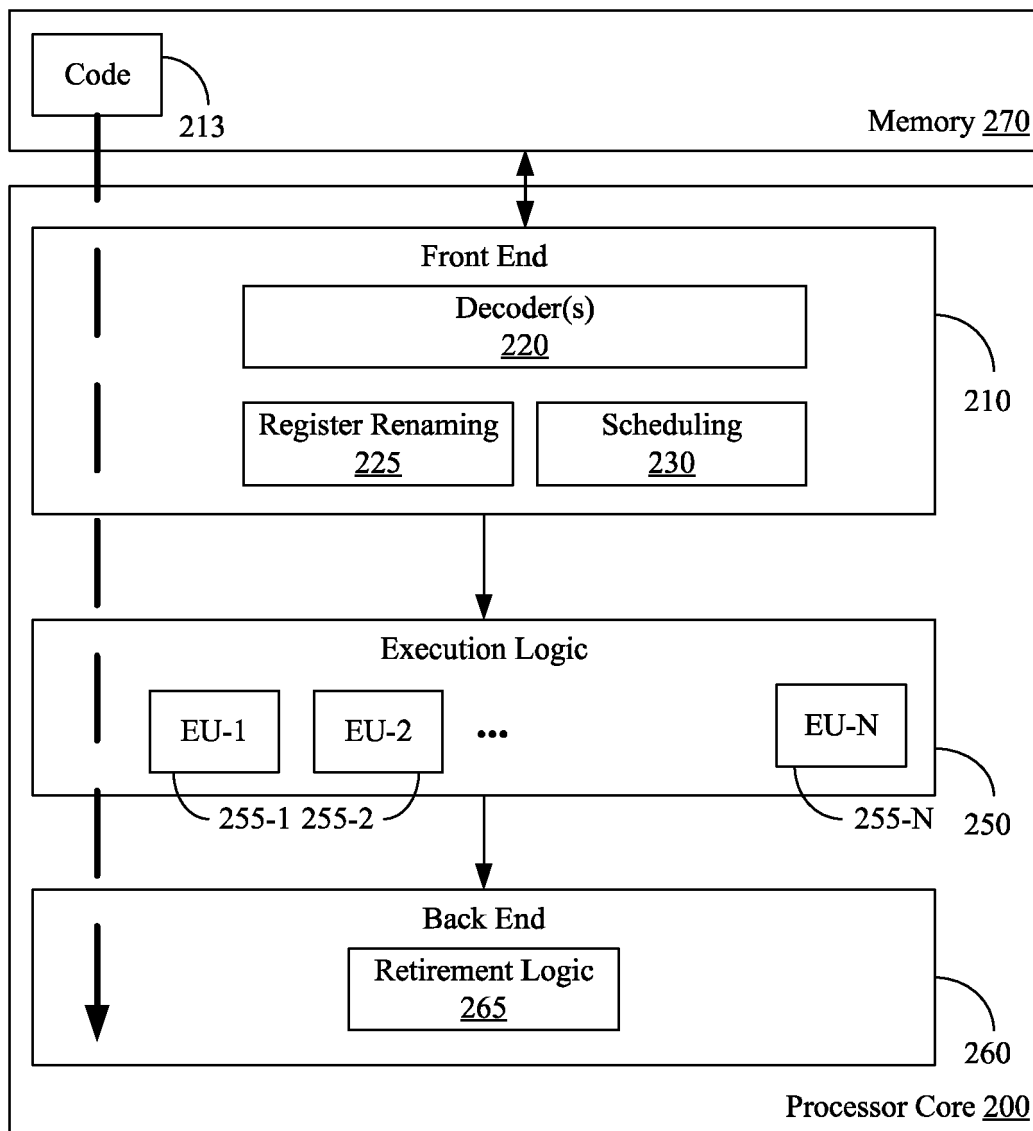 Code
213
Memory 270
Front End
Decoder(s)
220
210
Register Renaming
225
Scheduling
230
Execution Logic
EU-1
EU-2
...
EU-N
255-1 255-2
255-N
250
Back End
Retirement Logic
265
260
Processor Core 200